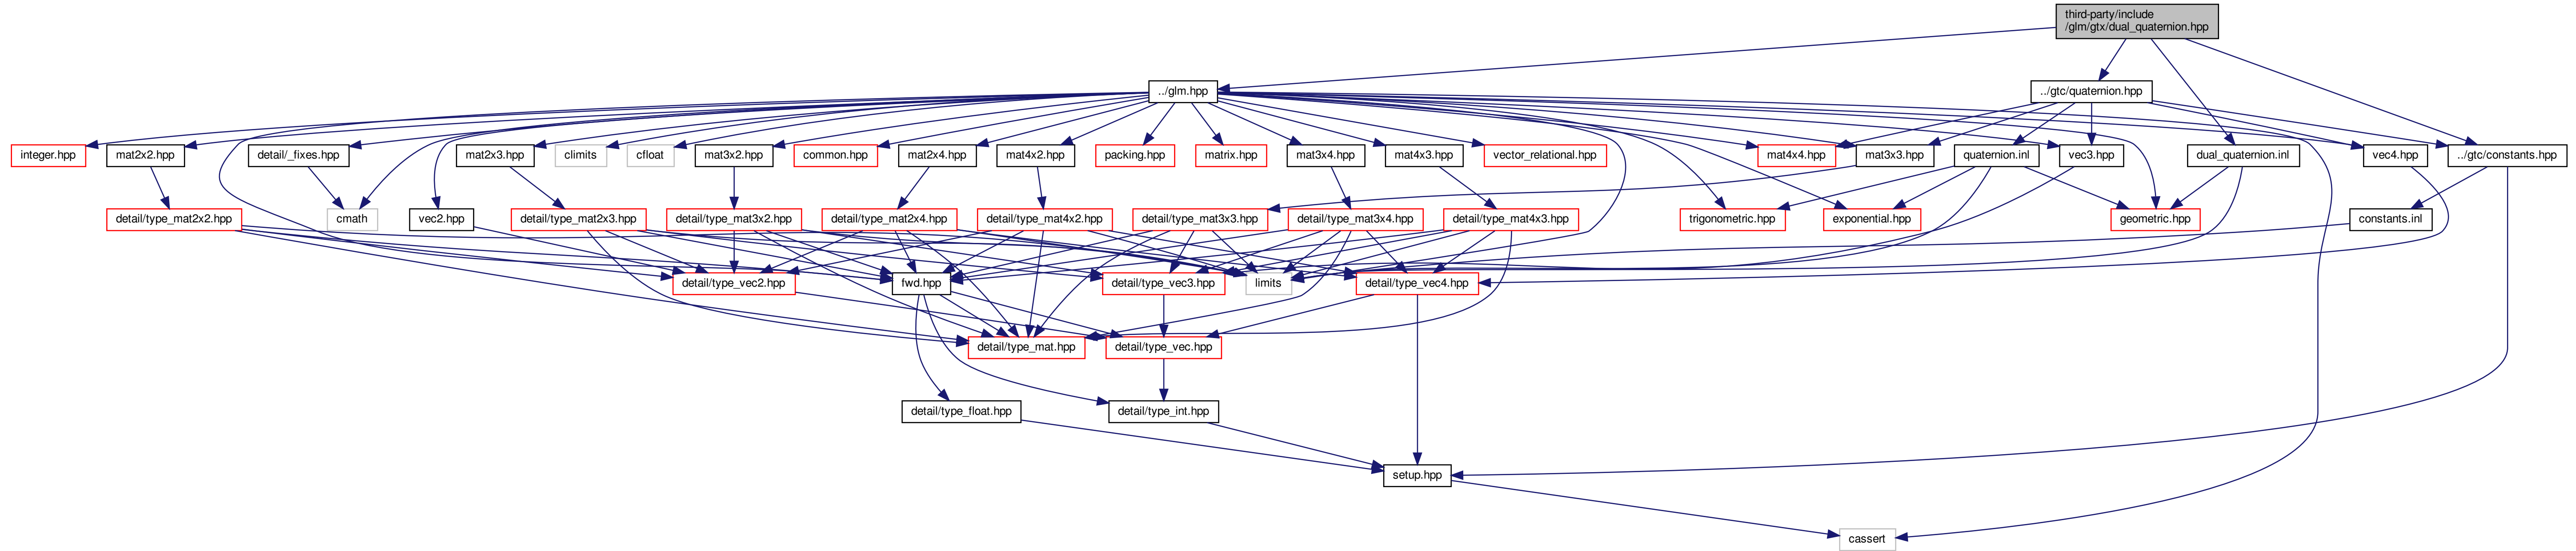 third-party/include
/glm/gtx/dual_quaternion.hpp
../glm.hpp
../gtc/quaternion.hpp
integer.hpp
mat2x2.hpp
detail/_fixes.hpp
mat2x3.hpp
climits
cfloat
mat3x2.hpp
common.hpp
mat2x4.hpp
mat4x2.hpp
packing.hpp
matrix.hpp
mat3x4.hpp
mat4x3.hpp
vector_relational.hpp
mat4x4.hpp
mat3x3.hpp
quaternion.inl
vec3.hpp
dual_quaternion.inl
vec4.hpp
../gtc/constants.hpp
detail/type_mat2x2.hpp
cmath
vec2.hpp
detail/type_mat2x3.hpp
detail/type_mat3x2.hpp
detail/type_mat2x4.hpp
detail/type_mat4x2.hpp
detail/type_mat3x3.hpp
detail/type_mat3x4.hpp
detail/type_mat4x3.hpp
trigonometric.hpp
exponential.hpp
geometric.hpp
constants.inl
detail/type_vec2.hpp
fwd.hpp
detail/type_vec3.hpp
limits
detail/type_vec4.hpp
detail/type_mat.hpp
detail/type_vec.hpp
detail/type_float.hpp
detail/type_int.hpp
setup.hpp
cassert